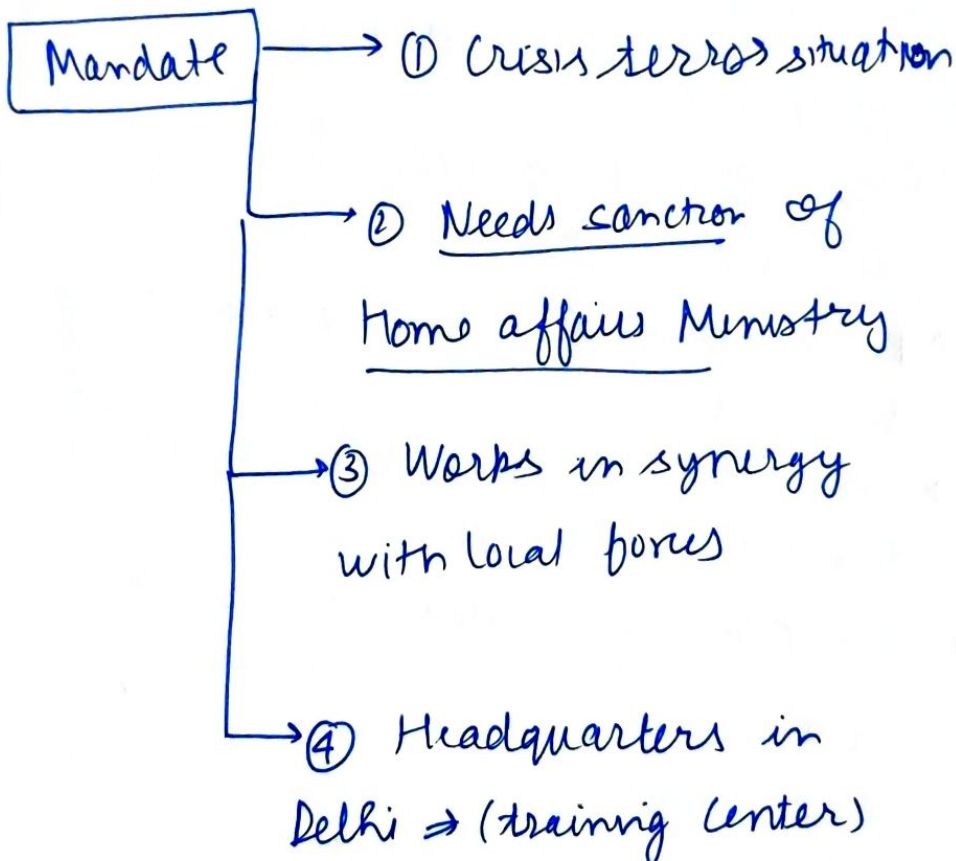 Mandate → ① Crisis terror situation
② Needs sanction of
Home affairs Ministry
→ ③ Works in synergy
with local forces
→ ④ Headquarters in
Delhi ⇒ (training center)